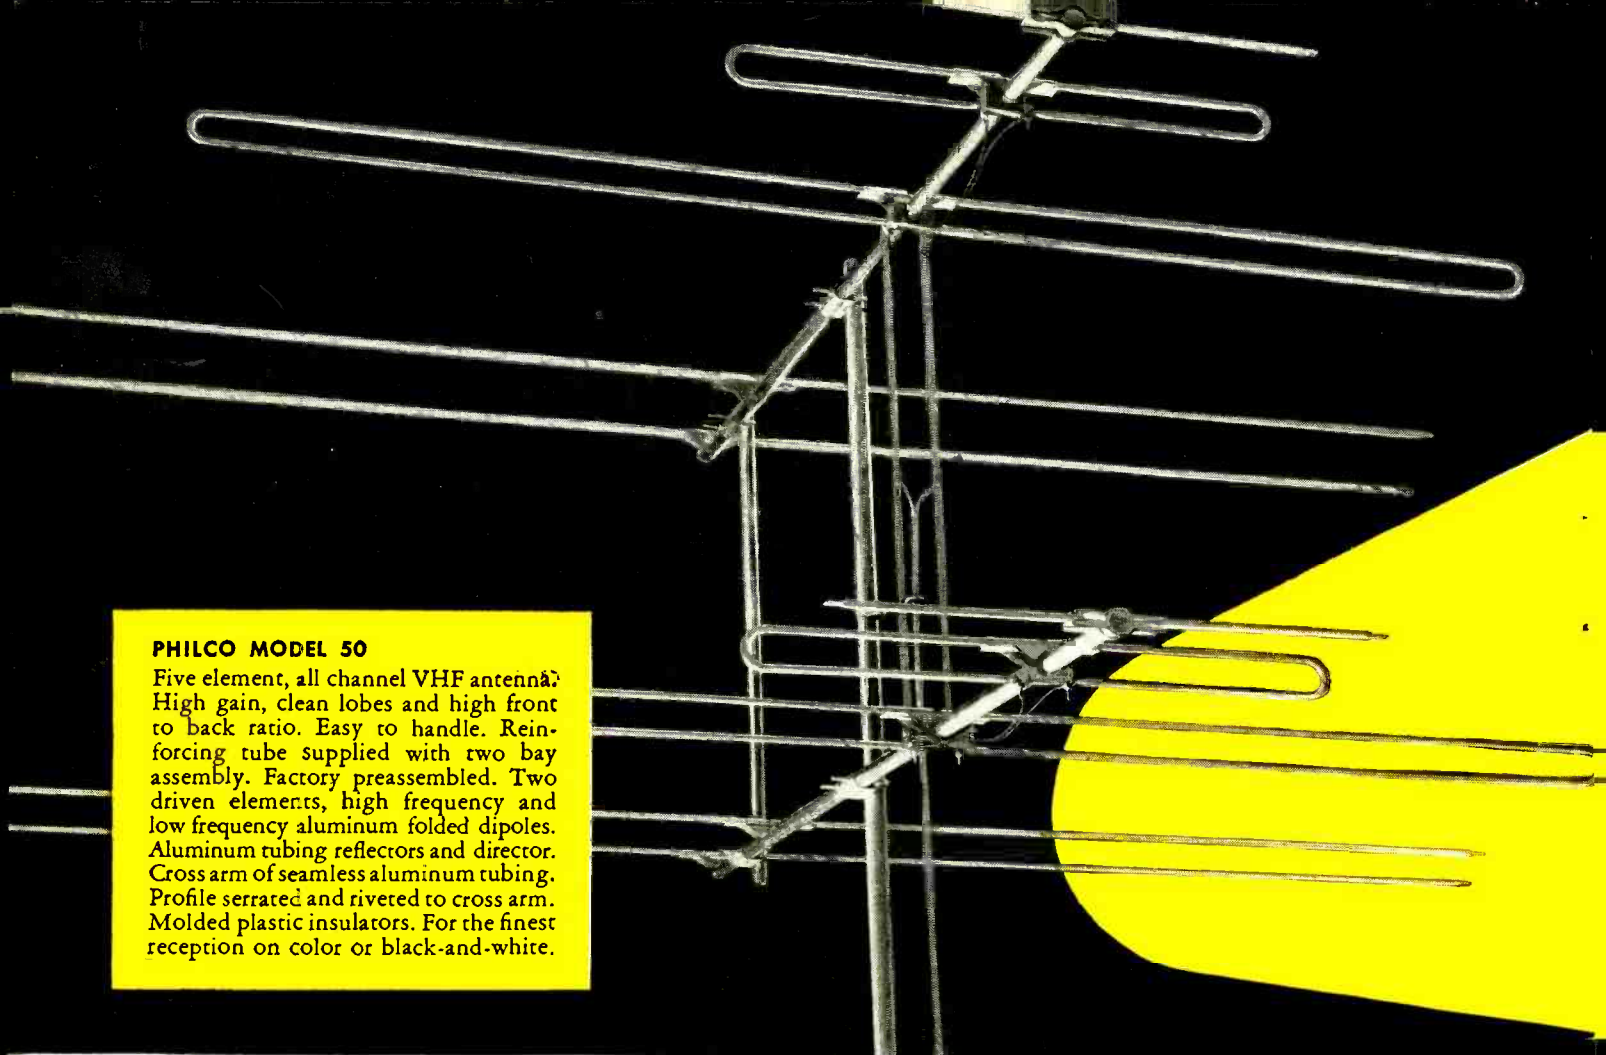 PHILCO MODEL 50
Five element, all channel VHF antenna.
High gain, clean lobes and high front
to back ratio. Easy to handle. Rein-
forcing tube supplied with two bay
assembly. Factory preassembled. Two
driven elements, high frequency and
low frequency aluminum folded dipoles.
Aluminum tubing reflectors and director.
Cross arm of seamless aluminum tubing.
Profile serrated and riveted to cross arm.
Molded plastic insulators. For the finest
reception on color or black-and-white.